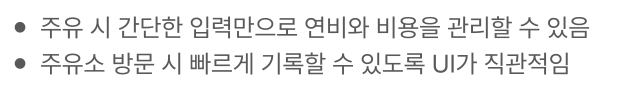 ● 주유 시 간단한 입력만으로 연비와 비용을 관리할 수 있음
● 주유소 방문 시 빠르게 기록할 수 있도록 UI가 직관적임